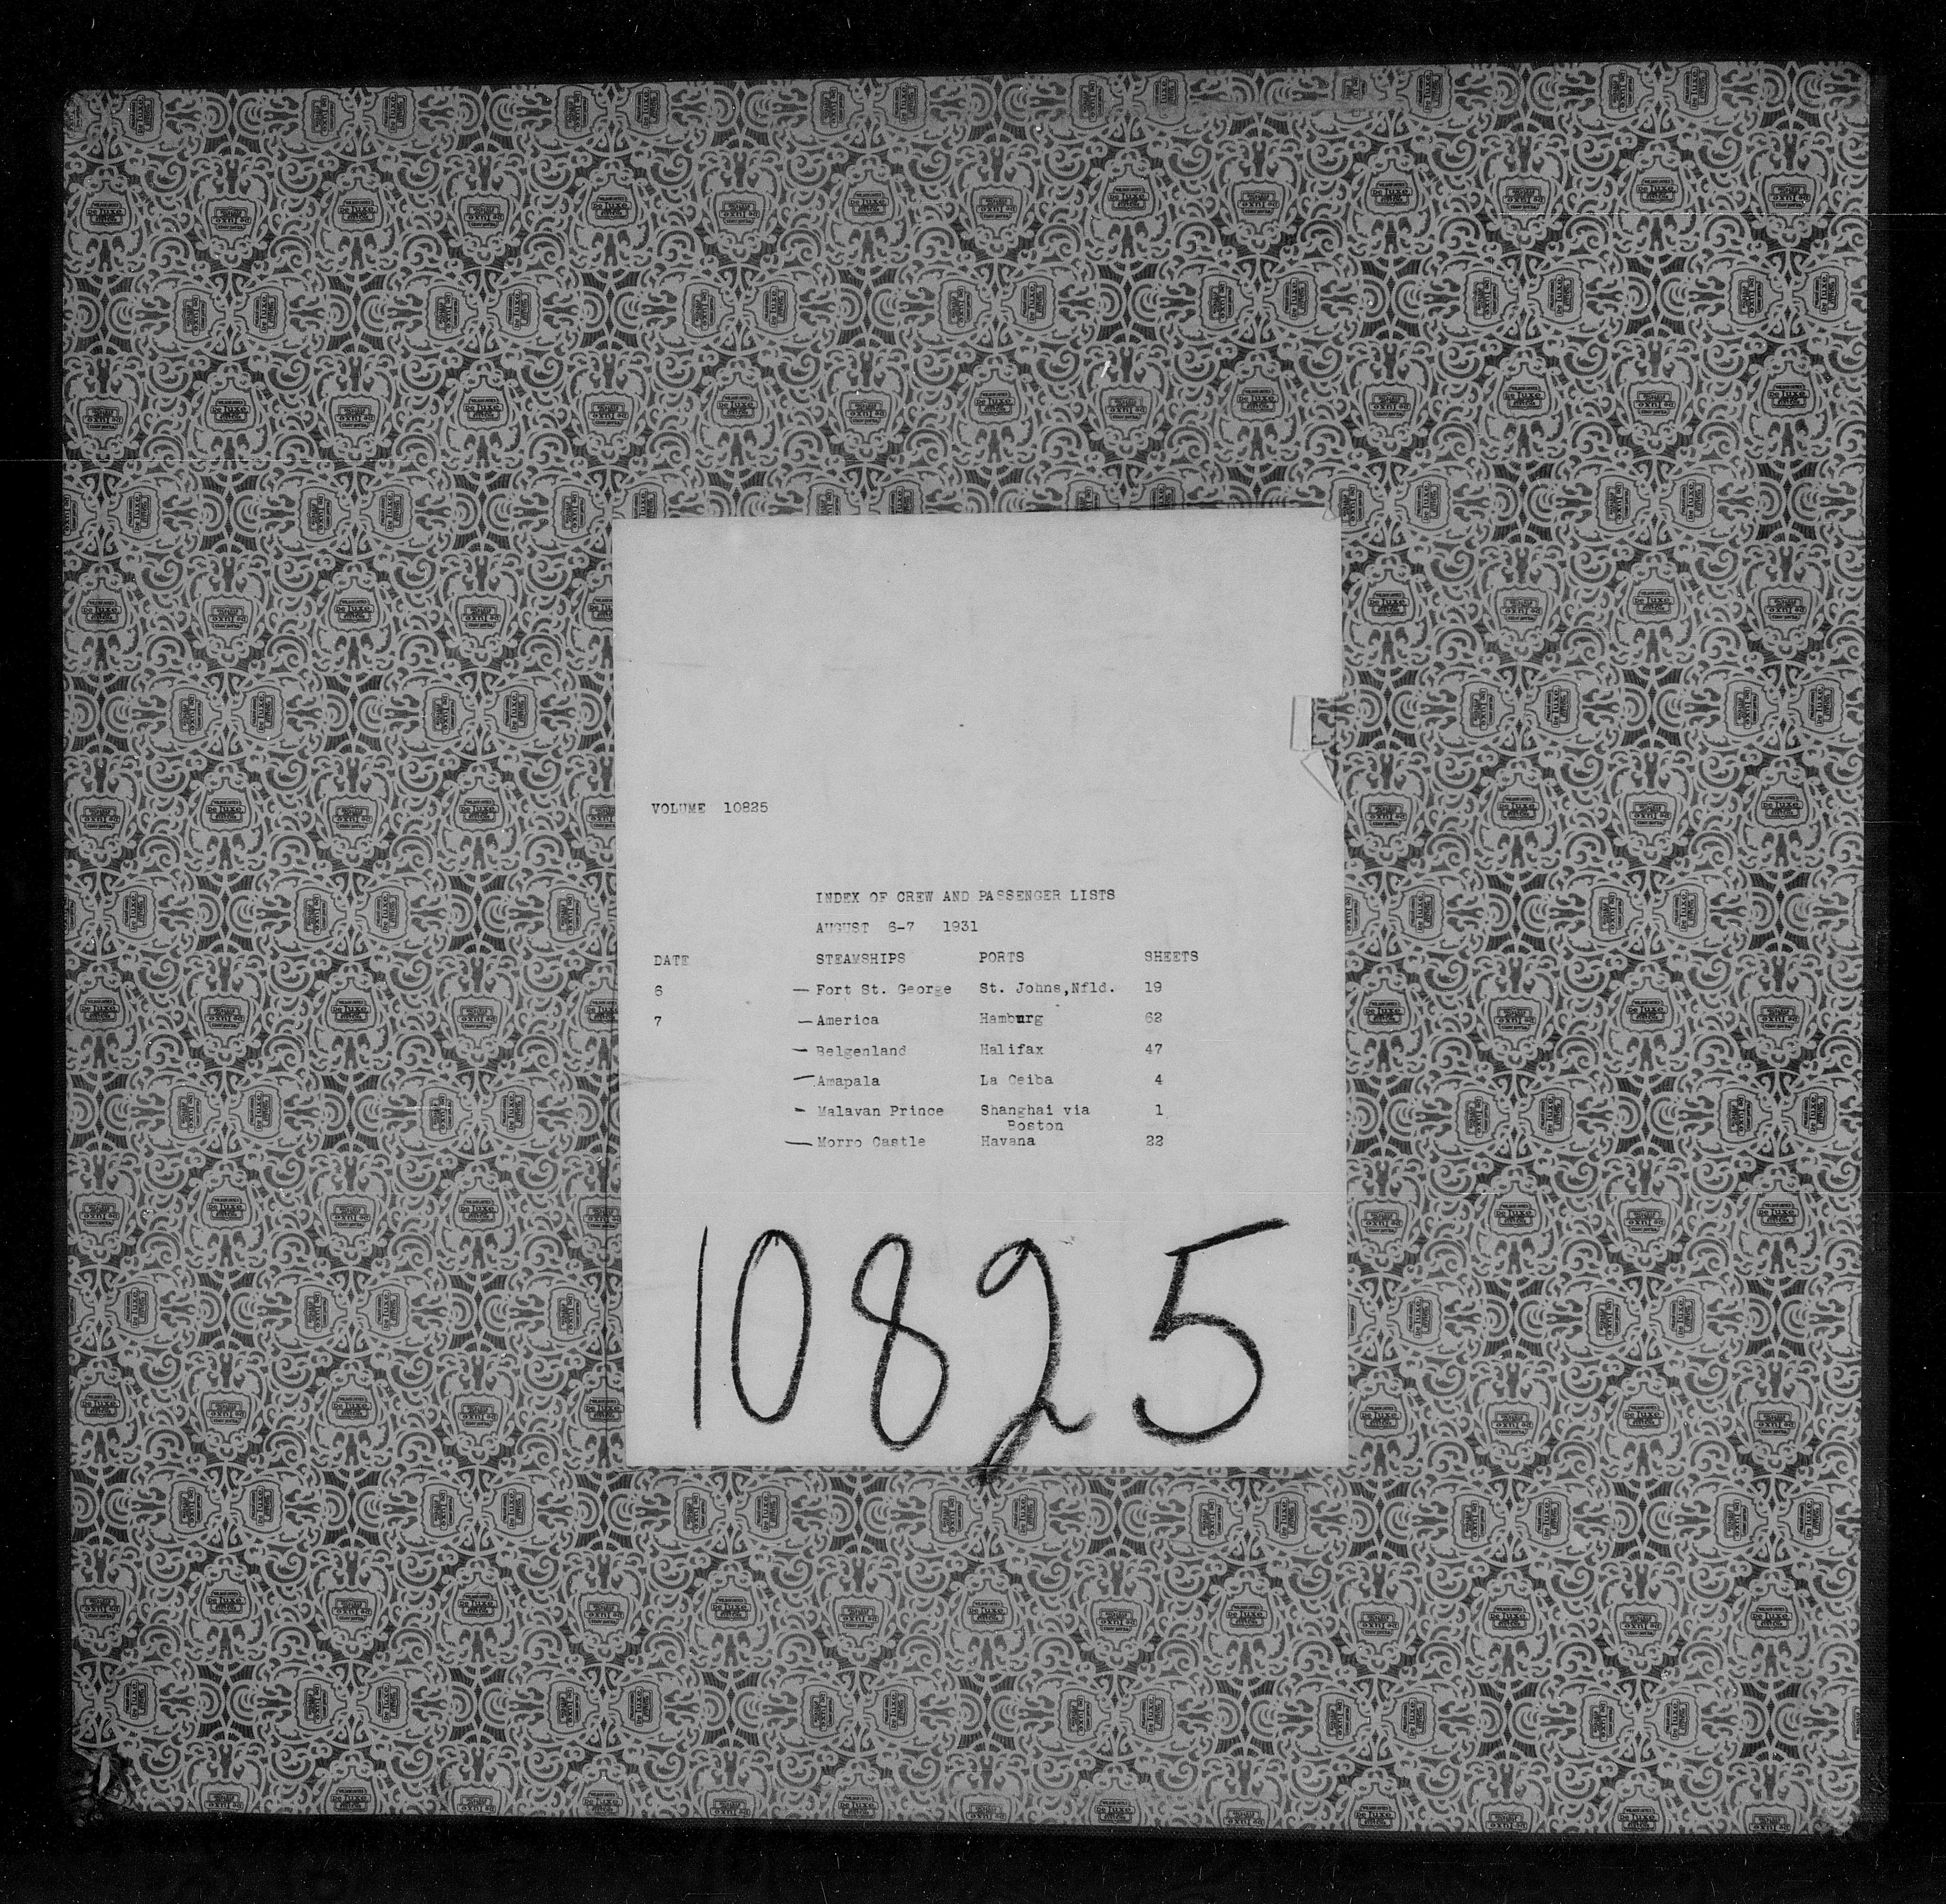 VOLUME 10825
INDEX OF CREW AND PASSENGER LISTS
AUGUST 6-7 1931
DATE STEAMSHIPS PORTS SHEETS
6 — Fort St. George St. Johns,Nfld. 19
7 — America Hamburg 62
— Belgenland Halifax 47
— Amapala La Ceiba 4
- Malayan Prince Shanghai via 1
Boston
— Morro Castle Havana 22
10825